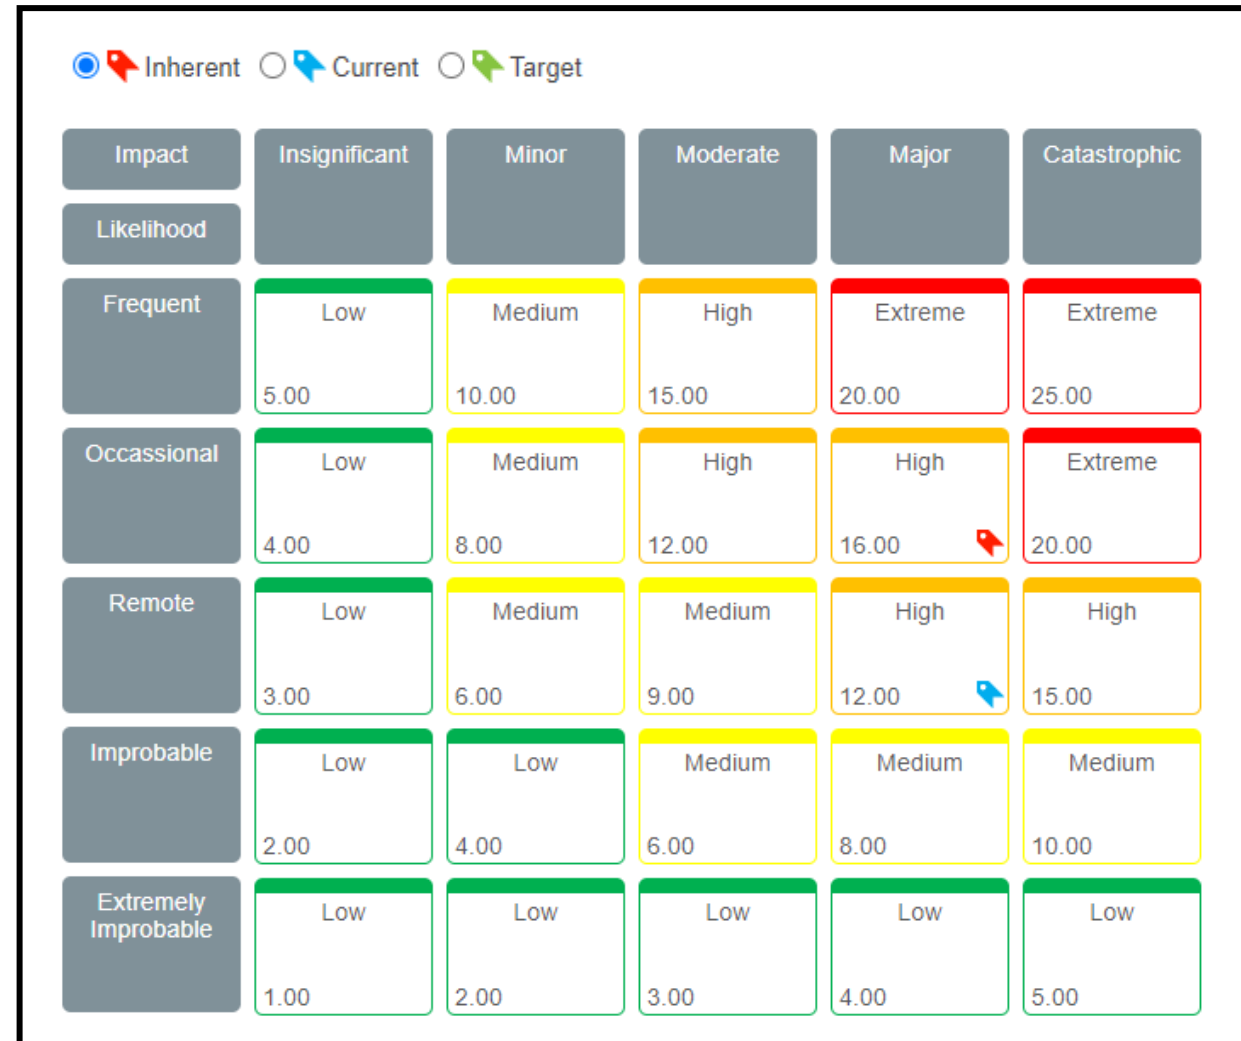 Inherent Current Target
Impact Insignificant Minor Moderate Major Catastrophic
Likelihood
Frequent Low Medium High Extreme Extreme
5.00 10.00 15.00 20.00 25.00
Occassional Low Medium High High Extreme
4.00 8.00 12.00 16.00 20.00
Remote Low Medium Medium High High
3.00 6.00 9.00 12.00 15.00
Improbable Low Low Medium Medium Medium
2.00 4.00 6.00 8.00 10.00
Extremely
Improbable Low Low Low Low Low
1.00 2.00 3.00 4.00 5.00